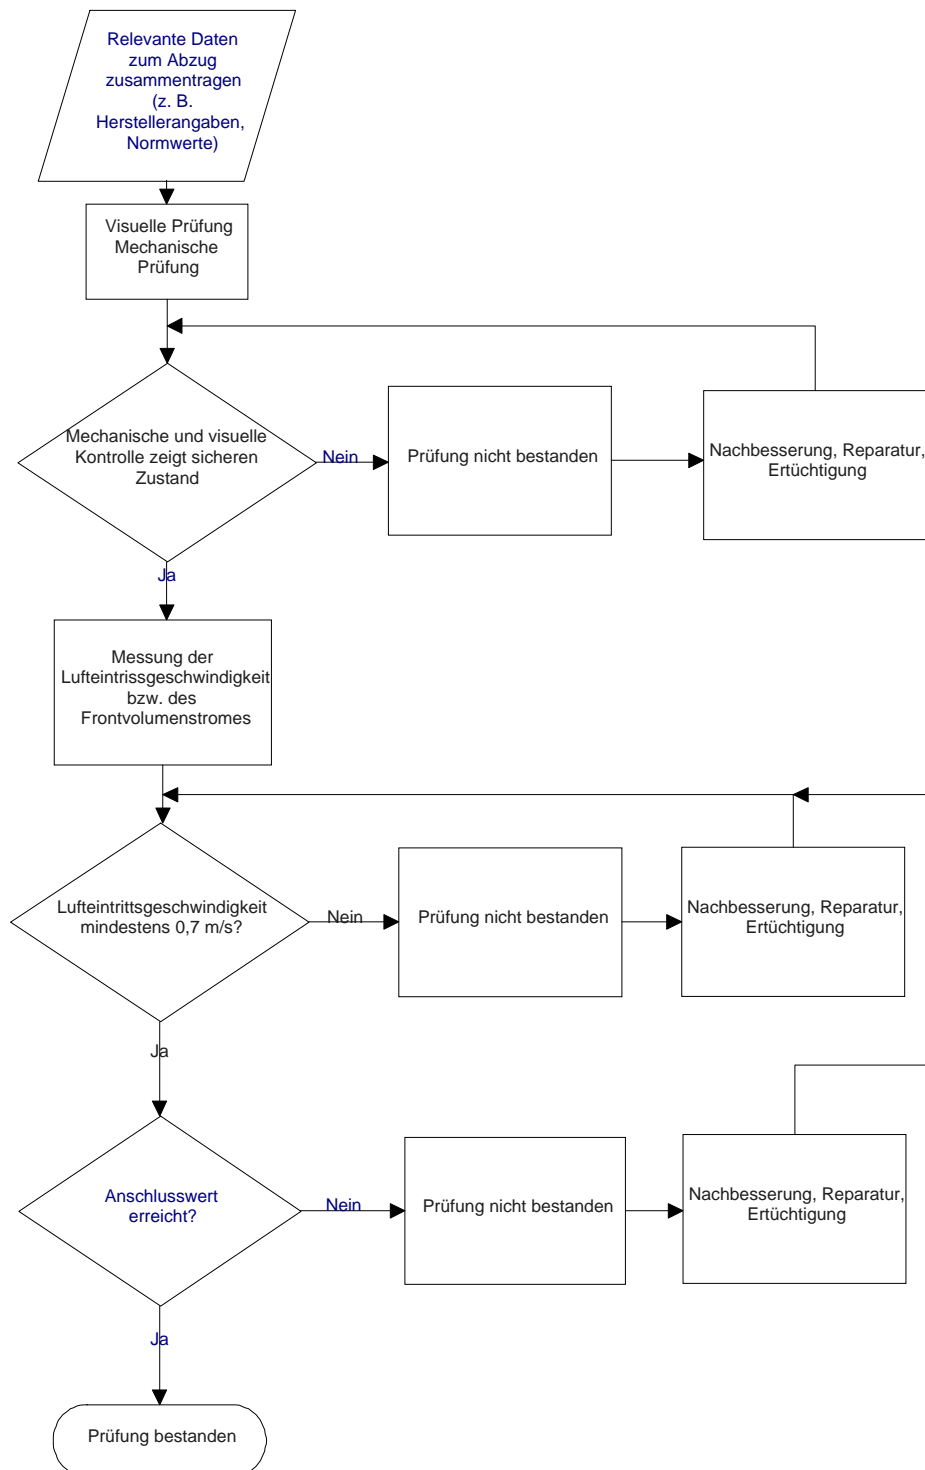 Relevante Daten
zum Abzug
zusammentragen
(z. B.
Herstellerangaben,
Normwerte)
Visuelle Prüfung
Mechanische
Prüfung
Mechanische und visuelle
Kontrolle zeigt sicheren
Zustand
Nein
Prüfung nicht bestanden
Nachbesserung, Reparatur,
Ertüchtigung
Ja
Messung der
Lufteintrissgeschwindigkeit
bzw. des
Frontvolumenstromes
Lufteintrittsgeschwindigkeit
mindestens 0,7 m/s?
Nein
Prüfung nicht bestanden
Nachbesserung, Reparatur,
Ertüchtigung
Ja
Anschlusswert
erreicht?
Nein
Prüfung nicht bestanden
Nachbesserung, Reparatur,
Ertüchtigung
Ja
Prüfung bestanden